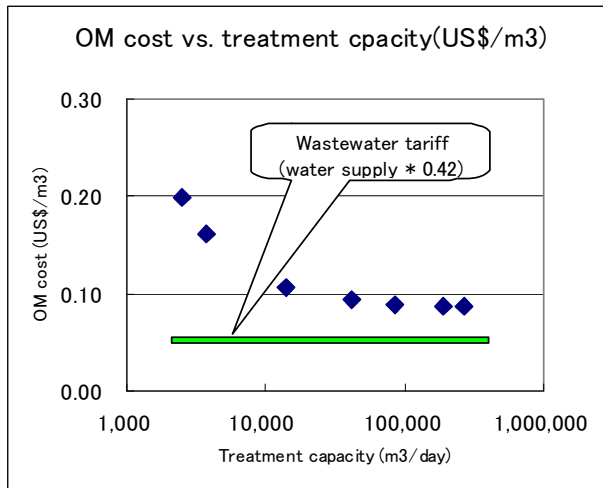 OM cost vs. treatment cpacity(US$/m3)
0.30
Wastewater tariff
(water supply * 0.42)
0.20
OM cost (US$/m3)
0.10
0.00
1,000
10,000
100,000
1,000,000
Treatment capacity (m3/day)